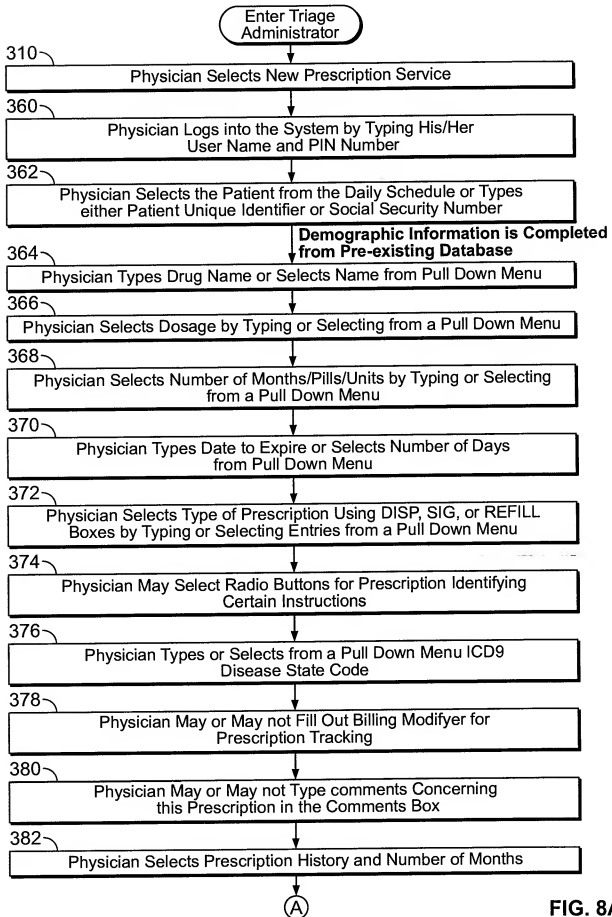 Enter Triage
Administrator
310
Physician Selects New Prescription Service
360
Physician Logs into the System by Typing His/Her
User Name and PIN Number
362
Physician Selects the Patient from the Daily Schedule or Types
either Patient Unique Identifier or Social Security Number
Demographic Information is Completed
from Pre-existing Database
364
Physician Types Drug Name or Selects Name from Pull Down Menu
366
Physician Selects Dosage by Typing or Selecting from a Pull Down Menu
368
Physician Selects Number of Months/Pills/Units by Typing or Selecting
from a Pull Down Menu
370
Physician Types Date to Expire or Selects Number of Days
from Pull Down Menu
372
Physician Selects Type of Prescription Using DISP, SIG, or REFILL
Boxes by Typing or Selecting Entries from a Pull Down Menu
374
Physician May Select Radio Buttons for Prescription Identifying
Certain Instructions
376
Physician Types or Selects from a Pull Down Menu ICD9
Disease State Code
378
Physician May or May not Fill Out Billing Modifyer for
Prescription Tracking
380
Physician May or May not Type comments Concerning
this Prescription in the Comments Box
382
Physician Selects Prescription History and Number of Months
A
FIG. 8A